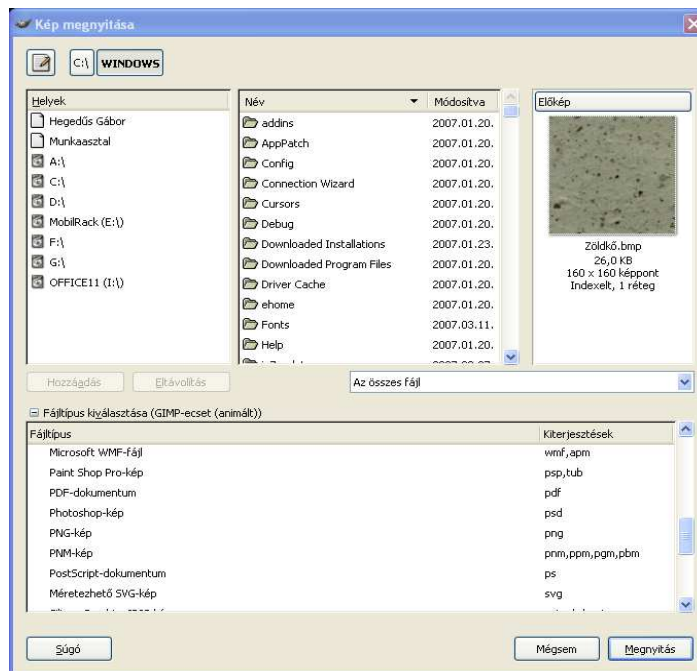 Kép megnyitása
C:\ WINDOWS
Helyek
Hegedűs Gábor
Munkaasztal
A:\
C:\
D:\
MobilRack (E:\)
F:\
G:\
OFFICE11 (I:\)
Név Módosítva
addins 2007.01.20.
AppPatch 2007.01.20.
Config 2007.01.20.
Connection Wizard 2007.01.20.
Cursors 2007.01.20.
Debug 2007.01.20.
Downloaded Installations 2007.01.23.
Downloaded Program Files 2007.01.20.
Driver Cache 2007.01.20.
ehome 2007.01.20.
Fonts 2007.03.11.
Help 2007.01.20.
Előkép
Zöldkő.bmp
26,0 KB
160 x 160 képpont
Indexelt, 1 réteg
Hozzáadás Eltávolítás Az összes fájl
Fájltípus kiválasztása (GIMP-ecset (animált))
Fájltípus Kiterjesztések
Microsoft WMF-fájl wmf,apm
Paint Shop Pro-kép psp,tub
PDF-dokumentum pdf
Photoshop-kép psd
PNG-kép png
PNM-kép pnm,ppm,pgm,pbm
PostScript-dokumentum ps
Méretezhető SVG-kép svg
Súgó Mégsem Megnyitás